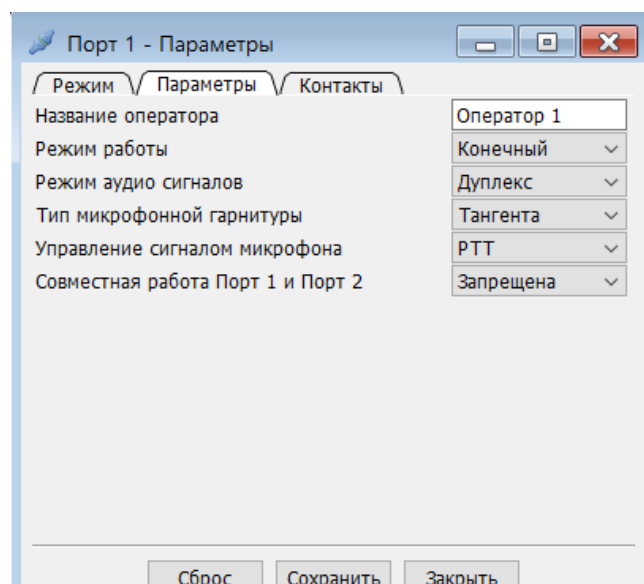 Порт 1 - Параметры
Режим Параметры Контакты
Название оператора Оператор 1
Режим работы Конечный
Режим аудио сигналов Дуплекс
Тип микрофонной гарнитуры Тангента
Управление сигналом микрофона PTT
Совместная работа Порт 1 и Порт 2 Запрещена
Сброс Сохранить Закрыть